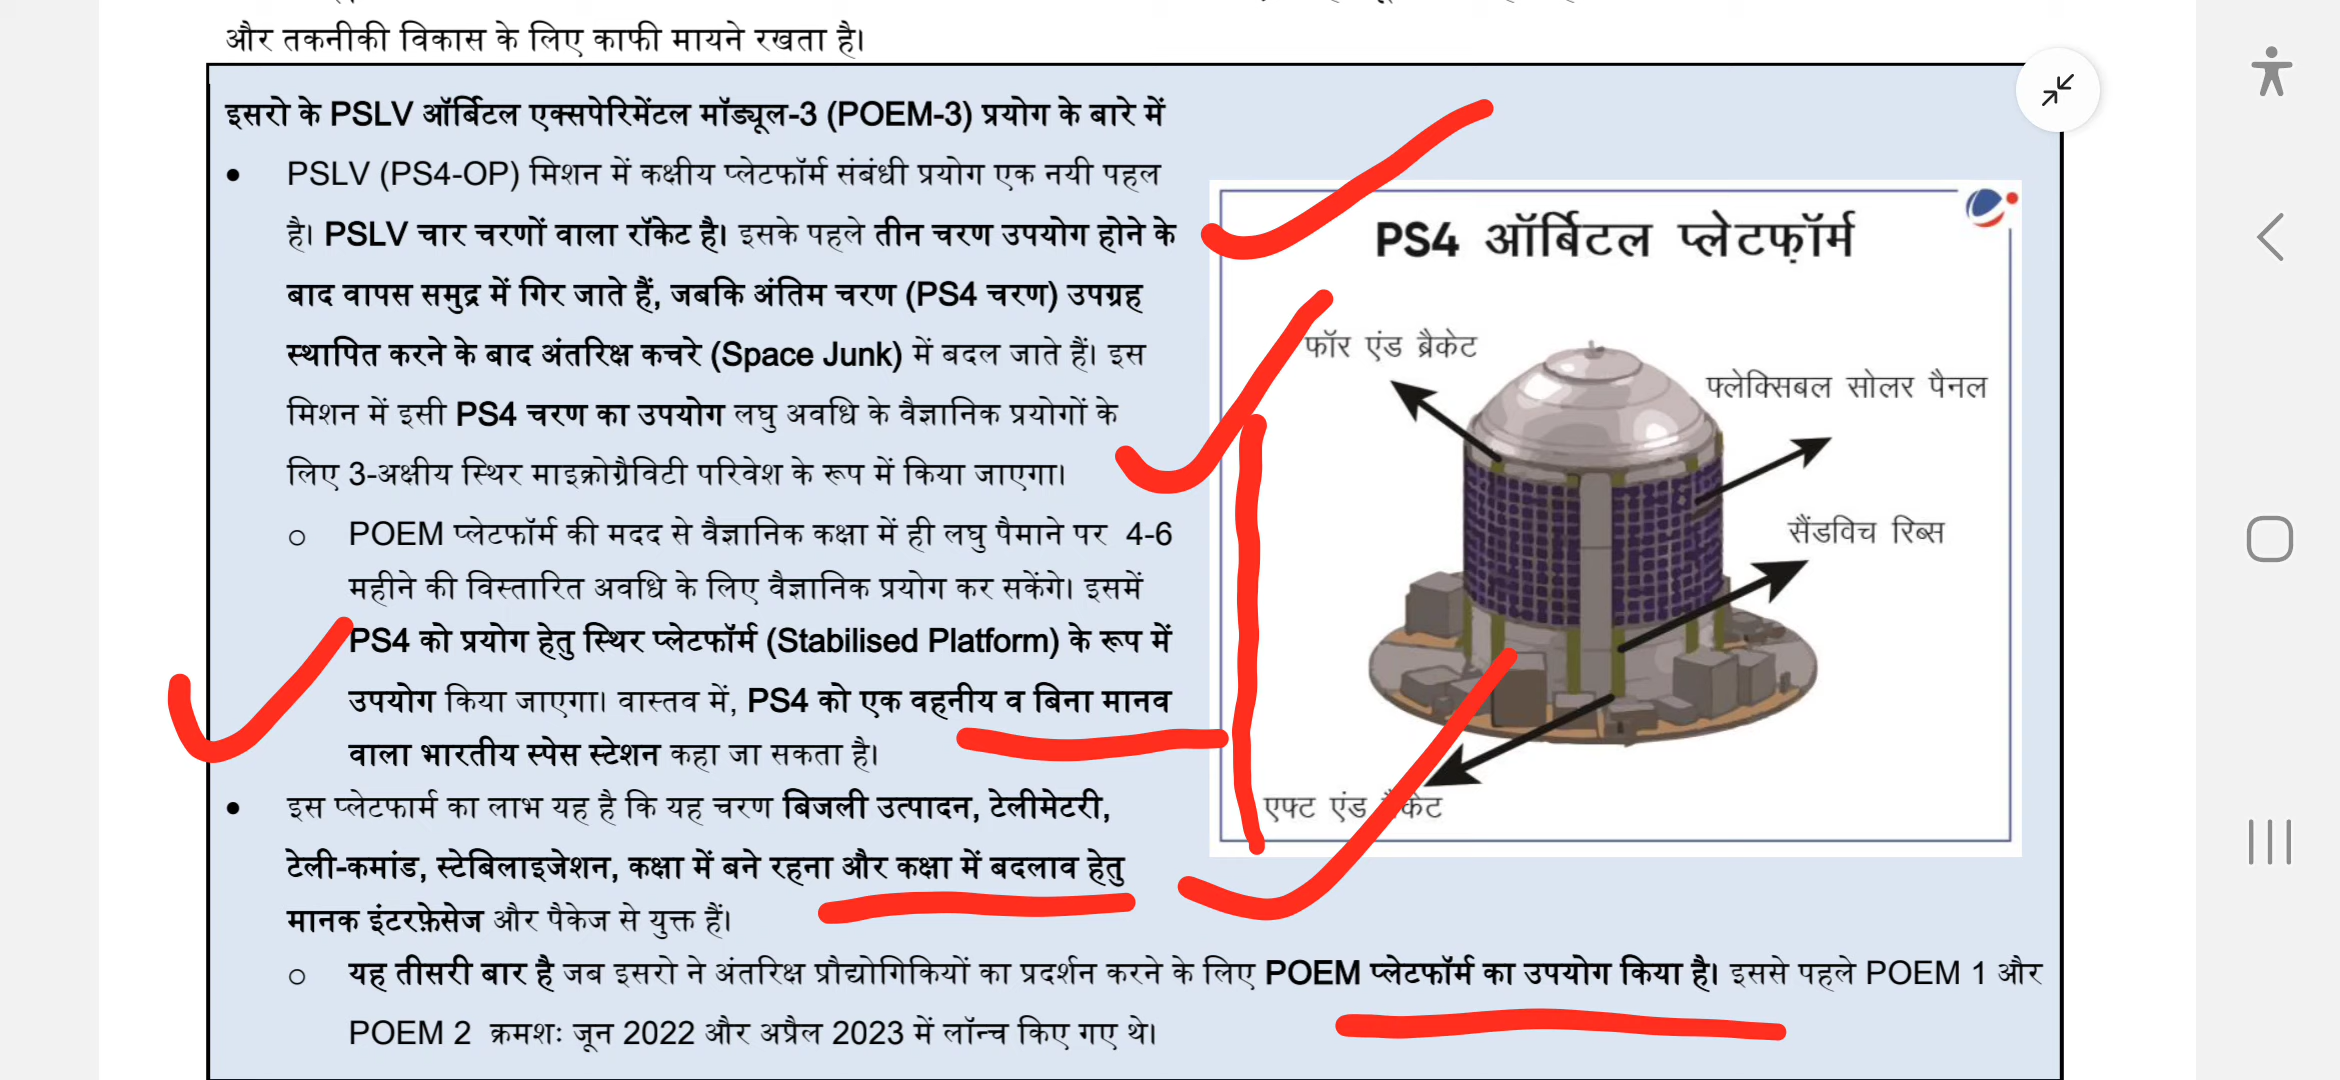 और तकनीकी विकास के लिए काफी मायने रखता है।
इसरो के PSLV ऑर्बिटल एक्सपेरिमेंटल मॉड्यूल-3 (POEM-3) प्रयोग के बारे में
• PSLV (PS4-OP) मिशन में कक्षीय प्लेटफॉर्म संबंधी प्रयोग एक नयी पहल
है। PSLV चार चरणों वाला रॉकेट है। इसके पहले तीन चरण उपयोग होने के
बाद वापस समुद्र में गिर जाते हैं, जबकि अंतिम चरण (PS4 चरण) उपग्रह
स्थापित करने के बाद अंतरिक्ष कचरे (Space Junk) में बदल जाते हैं। इस
मिशन में इसी PS4 चरण का उपयोग लघु अवधि के वैज्ञानिक प्रयोगों के
लिए 3-अक्षीय स्थिर माइक्रोग्रैविटी परिवेश के रूप में किया जाएगा।
o POEM प्लेटफॉर्म की मदद से वैज्ञानिक कक्षा में ही लघु पैमाने पर 4-6
महीने की विस्तारित अवधि के लिए वैज्ञानिक प्रयोग कर सकेंगे। इसमें
PS4 को प्रयोग हेतु स्थिर प्लेटफॉर्म (Stabilised Platform) के रूप में
उपयोग किया जाएगा। वास्तव में, PS4 को एक वहनीय व बिना मानव
वाला भारतीय स्पेस स्टेशन कहा जा सकता है।
• इस प्लेटफार्म का लाभ यह है कि यह चरण बिजली उत्पादन, टेलीमेटरी,
टेली-कमांड, स्टेबिलाइजेशन, कक्षा में बने रहना और कक्षा में बदलाव हेतु
मानक इंटरफ़ेसेज और पैकेज से युक्त हैं।
o यह तीसरी बार है जब इसरो ने अंतरिक्ष प्रौद्योगिकियों का प्रदर्शन करने के लिए POEM प्लेटफॉर्म का उपयोग किया है। इससे पहले POEM 1 और
POEM 2 क्रमशः जून 2022 और अप्रैल 2023 में लॉन्च किए गए थे।
PS4 ऑर्बिटल प्लेटफ़ॉर्म
फॉर एंड ब्रैकेट
फ्लेक्सिबल सोलर पैनल
सैंडविच रिब्स
एफ्ट एंड ब्रैकेट